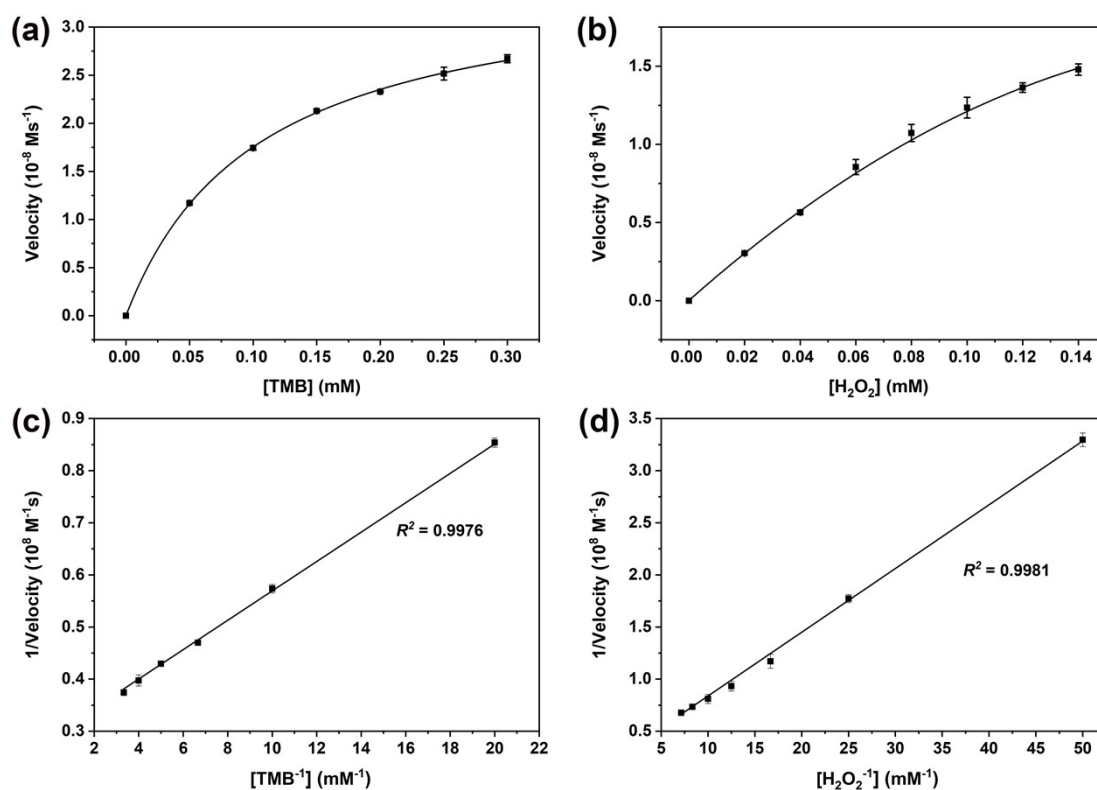 (a)
3.0
2.5
2.0
1.5
1.0
0.5
0.0
Velocity (10⁻⁸ Ms⁻¹)
0.00 0.05 0.10 0.15 0.20 0.25 0.30
[TMB] (mM)
(b)
1.5
1.0
0.5
0.0
Velocity (10⁻⁸ Ms⁻¹)
0.00 0.02 0.04 0.06 0.08 0.10 0.12 0.14
[H₂O₂] (mM)
(c)
0.9
0.8
0.7
0.6
0.5
0.4
0.3
1/Velocity (10⁸ M⁻¹s)
R² = 0.9976
2 4 6 8 10 12 14 16 18 20 22
[TMB⁻¹] (mM⁻¹)
(d)
3.5
3.0
2.5
2.0
1.5
1.0
0.5
1/Velocity (10⁸ M⁻¹s)
R² = 0.9981
5 10 15 20 25 30 35 40 45 50
[H₂O₂⁻¹] (mM⁻¹)